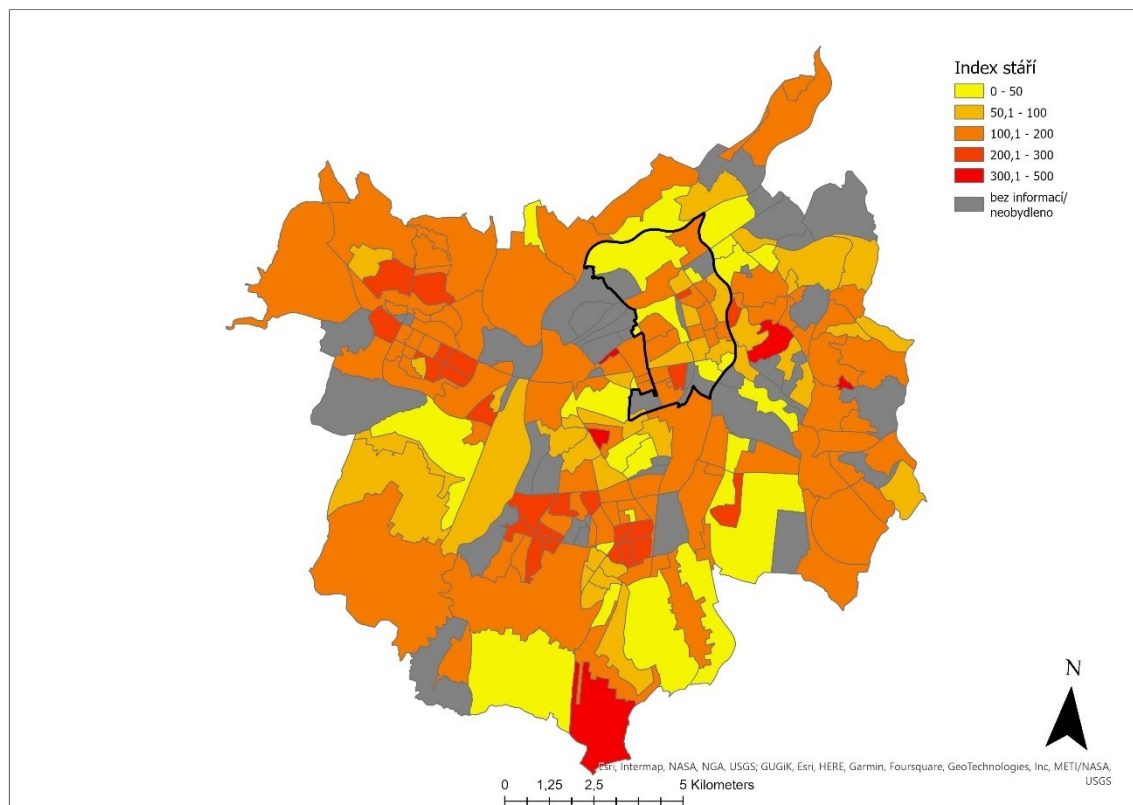 Index stáří
0 - 50
50,1 - 100
100,1 - 200
200,1 - 300
300,1 - 500
bez informací/
neobydleno
N
Esri, Intermap, NASA, NGA, USGS; GUGiK, Esri, HERE, Garmin, Foursquare, GeoTechnologies, Inc, METI/NASA,
USGS
0 1,25 2,5 5 Kilometers